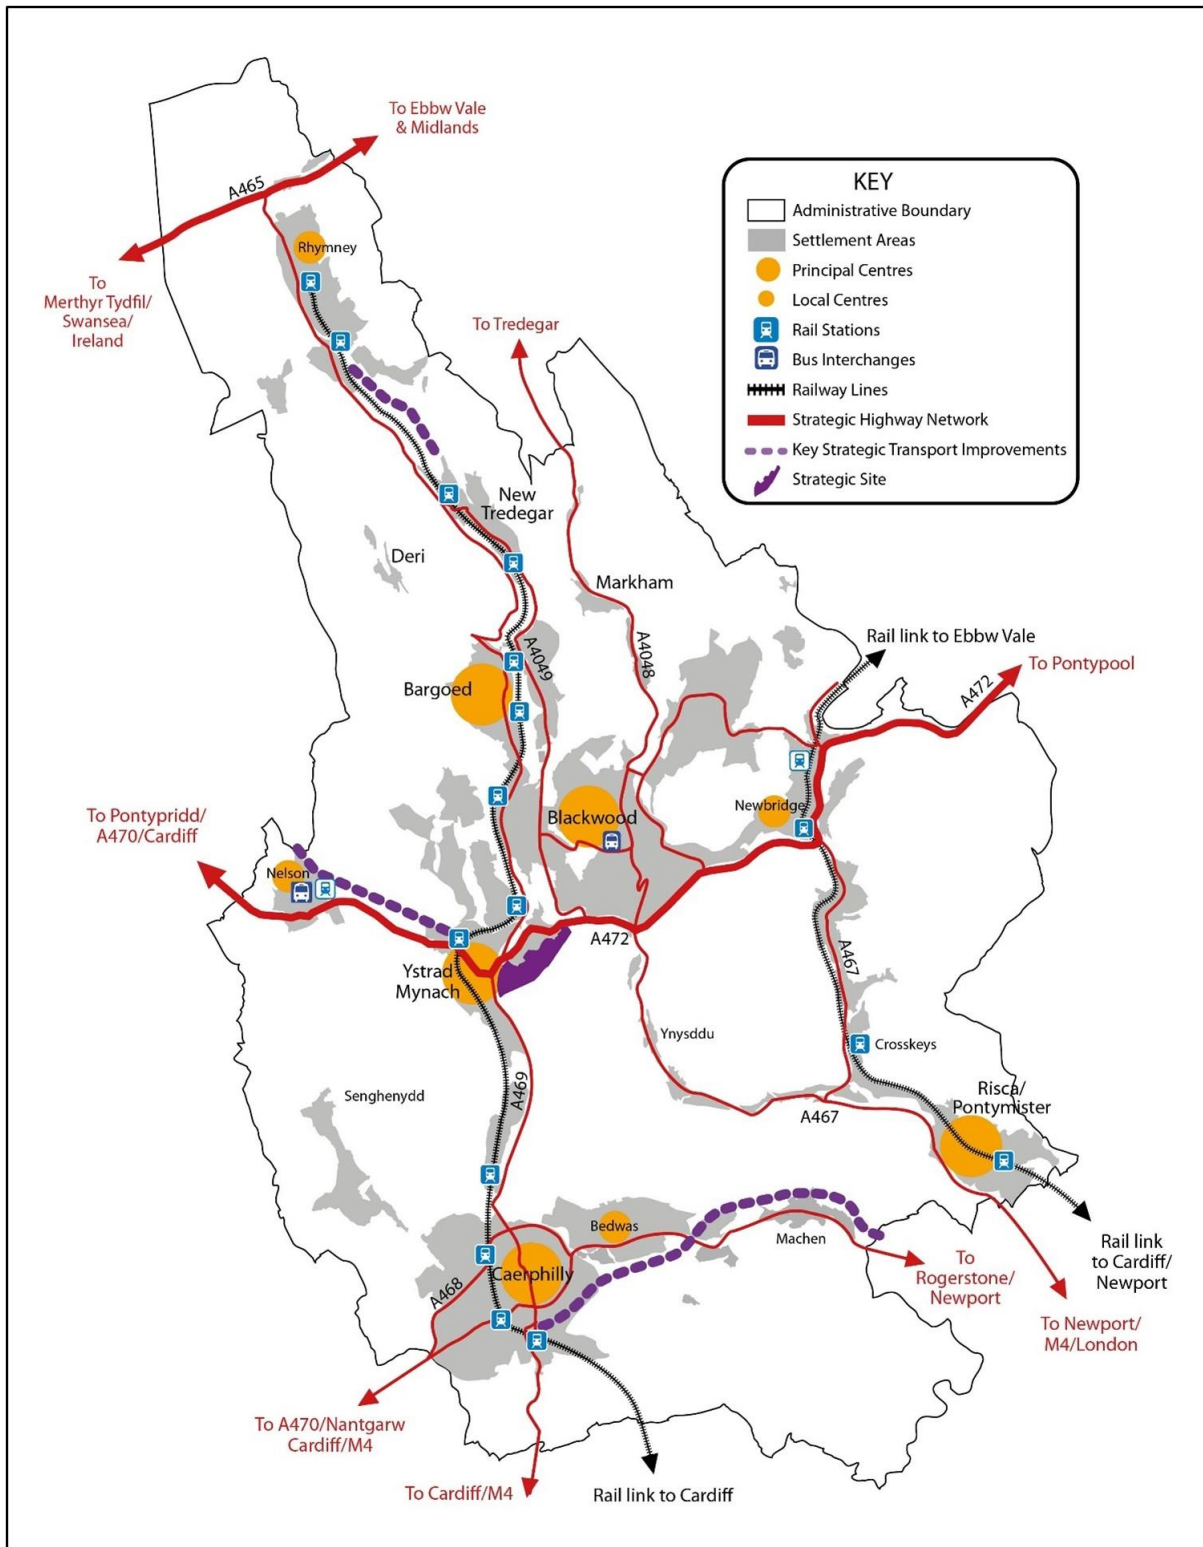 To Ebbw Vale
& Midlands
A465
Rhymney
To
Merthyr Tydfil/
Swansea/
Ireland
To Tredegar
KEY
Administrative Boundary
Settlement Areas
Principal Centres
Local Centres
Rail Stations
Bus Interchanges
Railway Lines
Strategic Highway Network
Key Strategic Transport Improvements
Strategic Site
New
Tredegar
Deri
Markham
A4049
A4048
Rail link to Ebbw Vale
To Pontypool
A472
Bargoed
Blackwood
Newbridge
To Pontypridd/
A470/Cardiff
Nelson
A472
Ystrad
Mynach
A467
Ynysddu
Crosskeys
Senghenydd
A469
Risca/
Pontymister
A467
Bedwas
Machen
Caerphilly
A468
To
Rogerstone/
Newport
Rail link
to Cardiff/
Newport
To Newport/
M4/London
To A470/Nantgarw
Cardiff/M4
To Cardiff/M4
Rail link to Cardiff